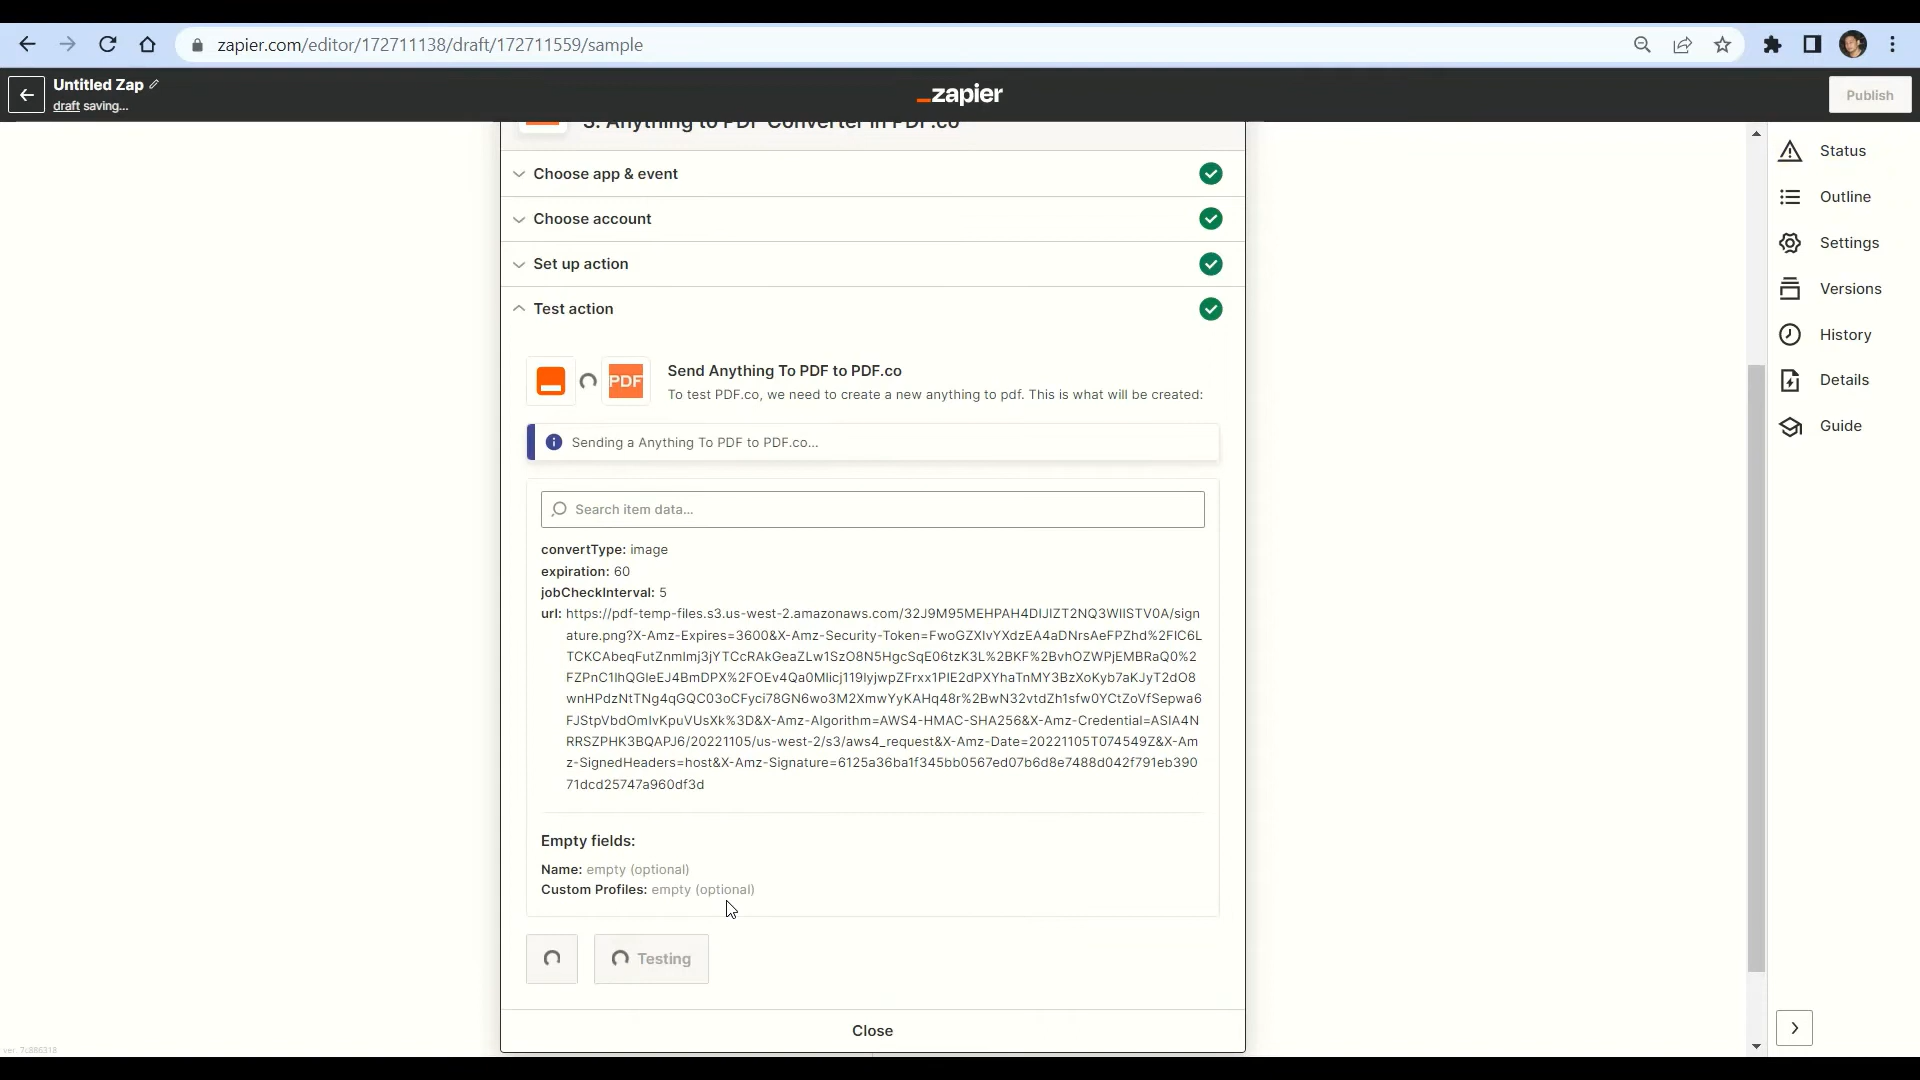 zapier.com/editor/172711138/draft/172711559/sample
Untitled Zap
draft saving...
_zapier
Publish
3. Anything to PDF Converter in PDF.co
Choose app & event
Choose account
Set up action
Test action
PDF
Send Anything To PDF to PDF.co
To test PDF.co, we need to create a new anything to pdf. This is what will be created:
Sending a Anything To PDF to PDF.co...
Search item data...
convertType: image
expiration: 60
jobCheckInterval: 5
url: https://pdf-temp-files.s3.us-west-2.amazonaws.com/32J9M95MEHPAH4DIJIZT2NQ3WIISTV0A/sign
ature.png?X-Amz-Expires=3600&X-Amz-Security-Token=FwoGZXIvYXdzEA4aDNrsAeFPZhd%2FIC6L
TCKCAbeqFutZnmImj3jYTCcRAkGeaZLw1SzO8N5HgcSqE06tzK3L%2BKF%2BvhOZWPjEMBRaQ0%2
FZPnC1lhQGleEJ4BmDPX%2FOEv4Qa0Mlicj119IyjwpZFrxx1PIE2dPXYhaTnMY3BzXoKyb7aKJyT2dO8
wnHPdzNtTNg4qGQC03oCFyci78GN6wo3M2XmwYyKAHq48r%2BwN32vtdZh1sfw0YCtZoVfSepwa6
FJStpVbdOmIvKpuVUsXk%3D&X-Amz-Algorithm=AWS4-HMAC-SHA256&X-Amz-Credential=ASIA4N
RRSZPHK3BQAPJ6/20221105/us-west-2/s3/aws4_request&X-Amz-Date=20221105T074549Z&X-Am
z-SignedHeaders=host&X-Amz-Signature=6125a36ba1f345bb0567ed07b6d8e7488d042f791eb390
71dcd25747a960df3d
Empty fields:
Name: empty (optional)
Custom Profiles: empty (optional)
Testing
Close
Status
Outline
Settings
Versions
History
Details
Guide